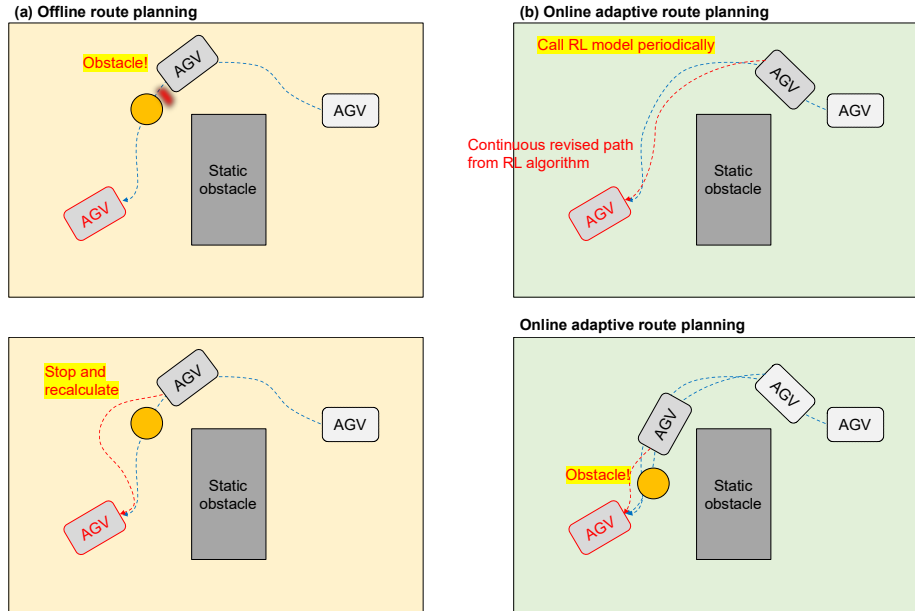 (a) Offline route planning
Obstacle!
AGV
AGV
Static
obstacle
AGV
(b) Online adaptive route planning
Call RL model periodically
AGV
AGV
Continuous revised path
from RL algorithm
Static
obstacle
AGV
Stop and
recalculate
AGV
AGV
Static
obstacle
AGV
Online adaptive route planning
AGV
AGV
AGV
Obstacle!
Static
obstacle
AGV